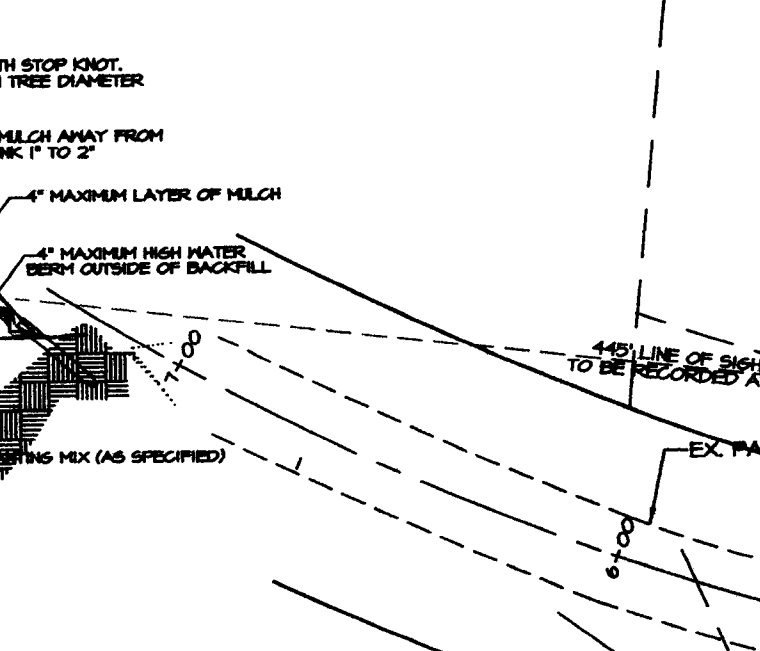 TH STOP KNOT.
TREE DIAMETER
MULCH AWAY FROM
NK 1" TO 2"
4" MAXIMUM LAYER OF MULCH
4" MAXIMUM HIGH WATER
BERM OUTSIDE OF BACKFILL
7+00
445' LINE OF SIGH
TO BE RECORDED A
TING MIX (AS SPECIFIED)
EX. PA
6+00